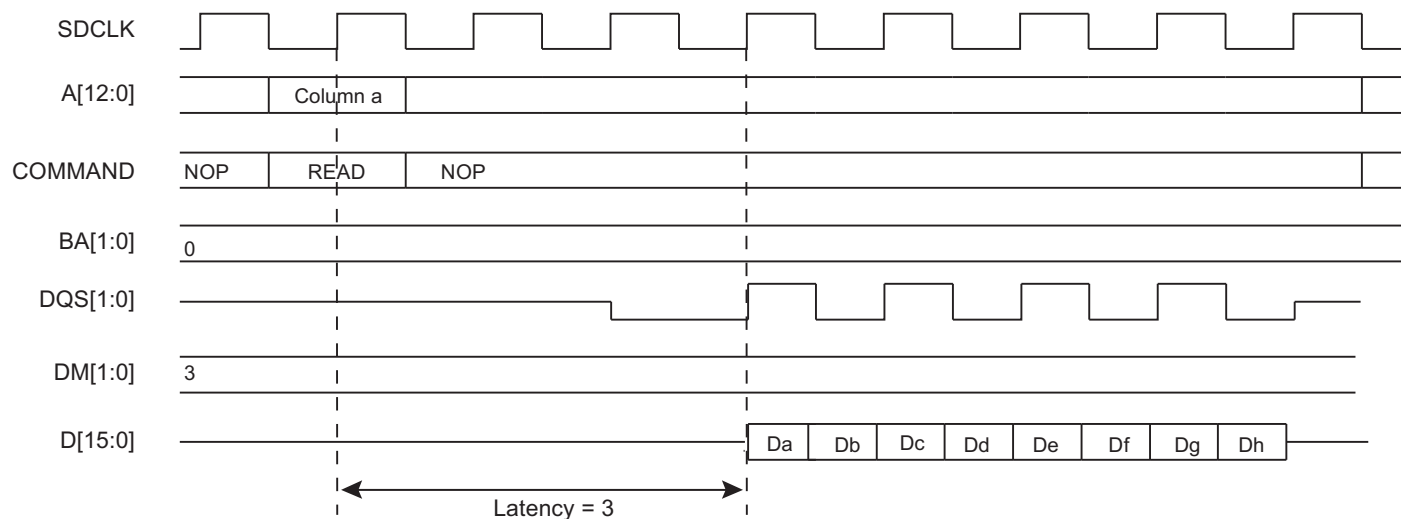 SDCLK
A[12:0] Column a
COMMAND NOP READ NOP
BA[1:0] 0
DQS[1:0]
DM[1:0] 3
D[15:0] Da Db Dc Dd De Df Dg Dh
Latency = 3